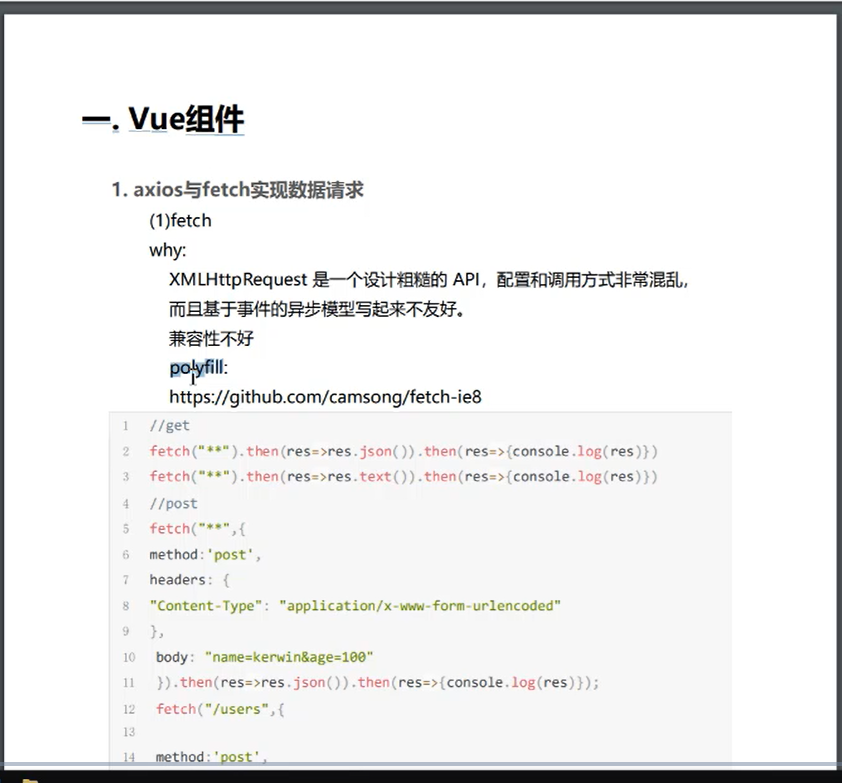 一. Vue组件
1. axios与fetch实现数据请求
(1)fetch
why:
XMLHttpRequest 是一个设计粗糙的 API，配置和调用方式非常混乱，
而且基于事件的异步模型写起来不友好。
兼容性不好
polyfill:
https://github.com/camsong/fetch-ie8
1 //get
2 fetch("**").then(res=>res.json()).then(res=>{console.log(res)})
3 fetch("**").then(res=>res.text()).then(res=>{console.log(res)})
4 //post
5 fetch("**",{
6 method:'post',
7 headers: {
8 "Content-Type": "application/x-www-form-urlencoded"
9 },
10 body: "name=kerwin&age=100"
11 }).then(res=>res.json()).then(res=>{console.log(res)});
12 fetch("/users",{
13
14 method:'post',